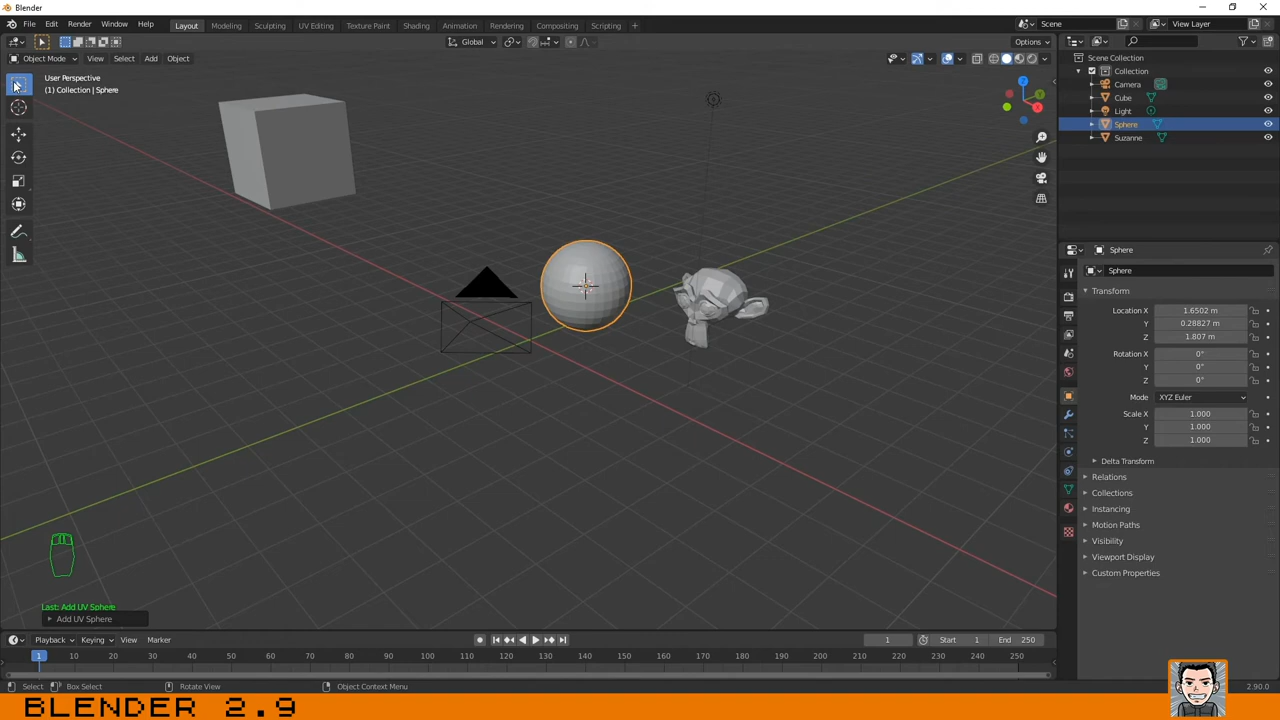 Blender
File Edit Render Window Help Layout Modeling Sculpting UV Editing Texture Paint Shading Animation Rendering Compositing Scripting + Scene View Layer
Global Options
Object Mode View Select Add Object
User Perspective
(1) Collection | Sphere
Scene Collection
Collection
Camera
Cube
Light
Sphere
Suzanne
X
Y
Z
Sphere
Sphere
Transform
Location X 1.6502 m
Y 0.28827 m
Z 1.807 m
Rotation X 0°
Y 0°
Z 0°
Mode XYZ Euler
Scale X 1.000
Y 1.000
Z 1.000
Delta Transform
Relations
Collections
Instancing
Motion Paths
Visibility
Viewport Display
Custom Properties
Last: Add UV Sphere
Add UV Sphere
Playback Keying View Marker 1 Start 1 End 250
1 10 20 30 40 50 60 70 80 90 100 110 120 130 140 150 160 170 180 190 200 210 220 230 240 250
Select Box Select Rotate View Object Context Menu 2.90.0
BLENDER 2.9